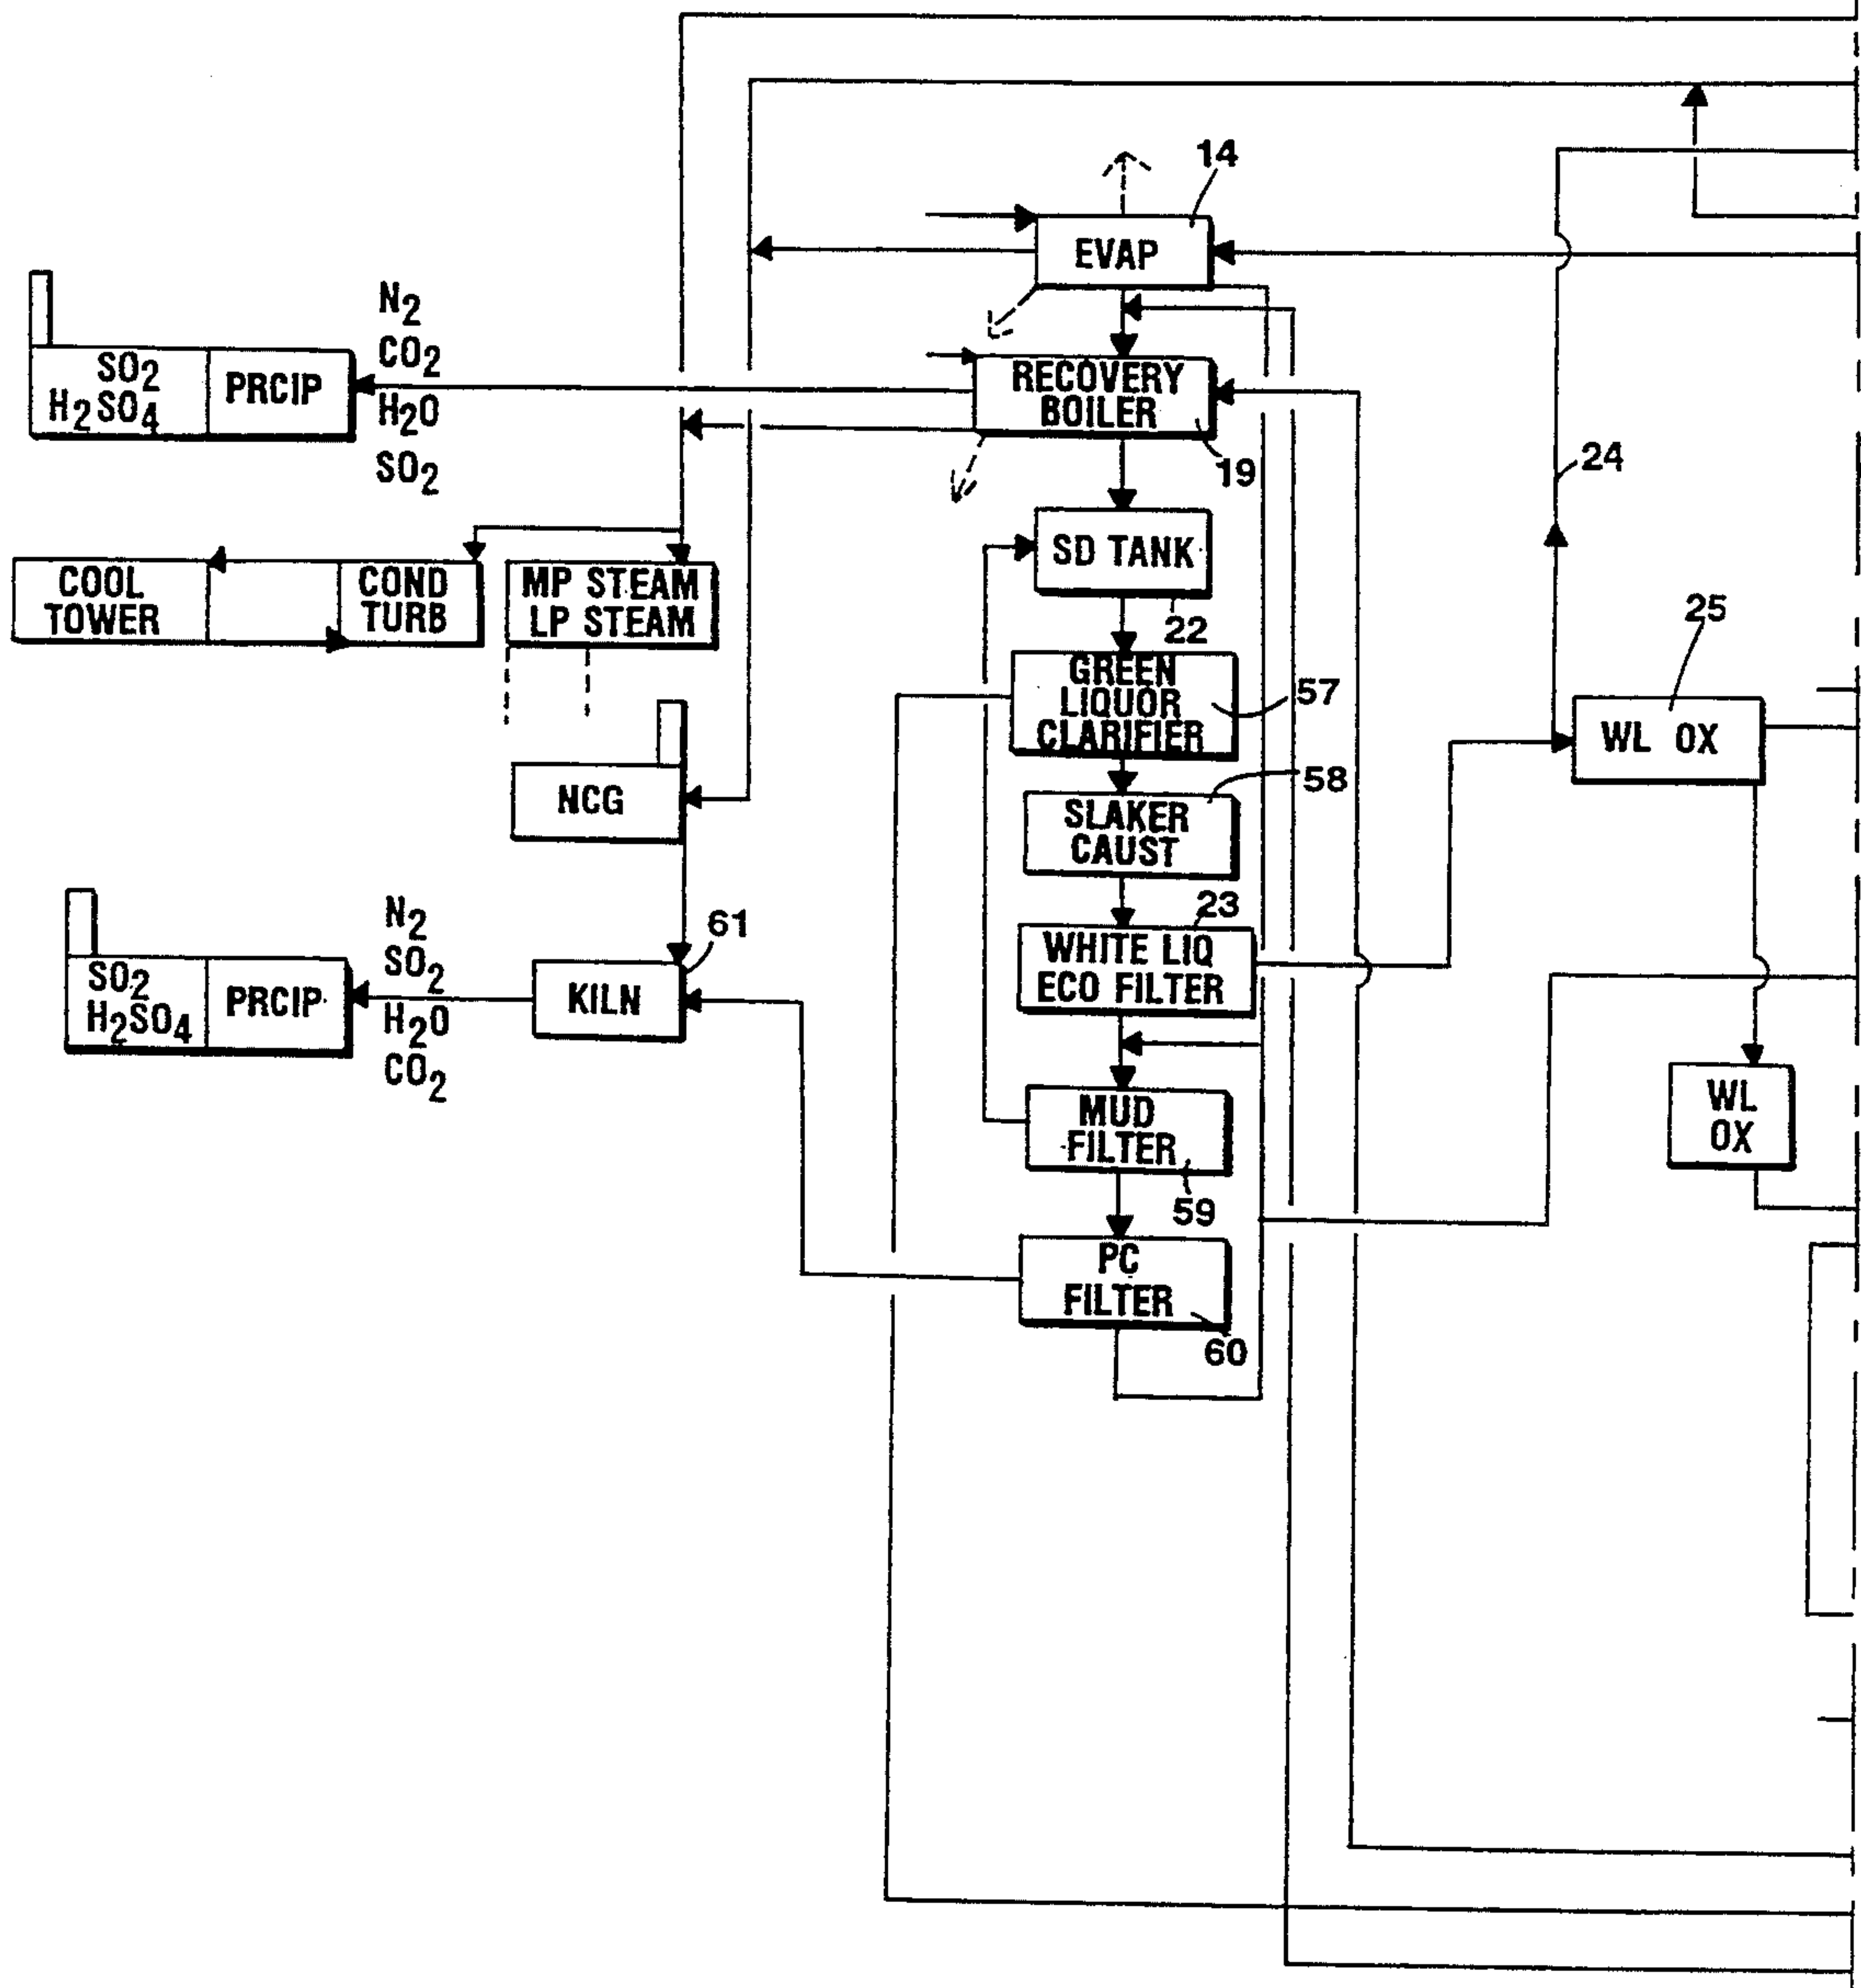 14
EVAP
N2
CO2
H2O
SO2
SO2
H2SO4
PRCIP
RECOVERY
BOILER
19
24
SD TANK
22
COOL
TOWER
COND
TURB
MP STEAM
LP STEAM
25
WL OX
GREEN
LIQUOR
CLARIFIER
57
NCG
58
SLAKER
CAUST
23
WHITE LIQ
ECO FILTER
61
KILN
N2
SO2
H2O
CO2
SO2
H2SO4
PRCIP
WL
OX
MUD
FILTER
59
PC
FILTER
60